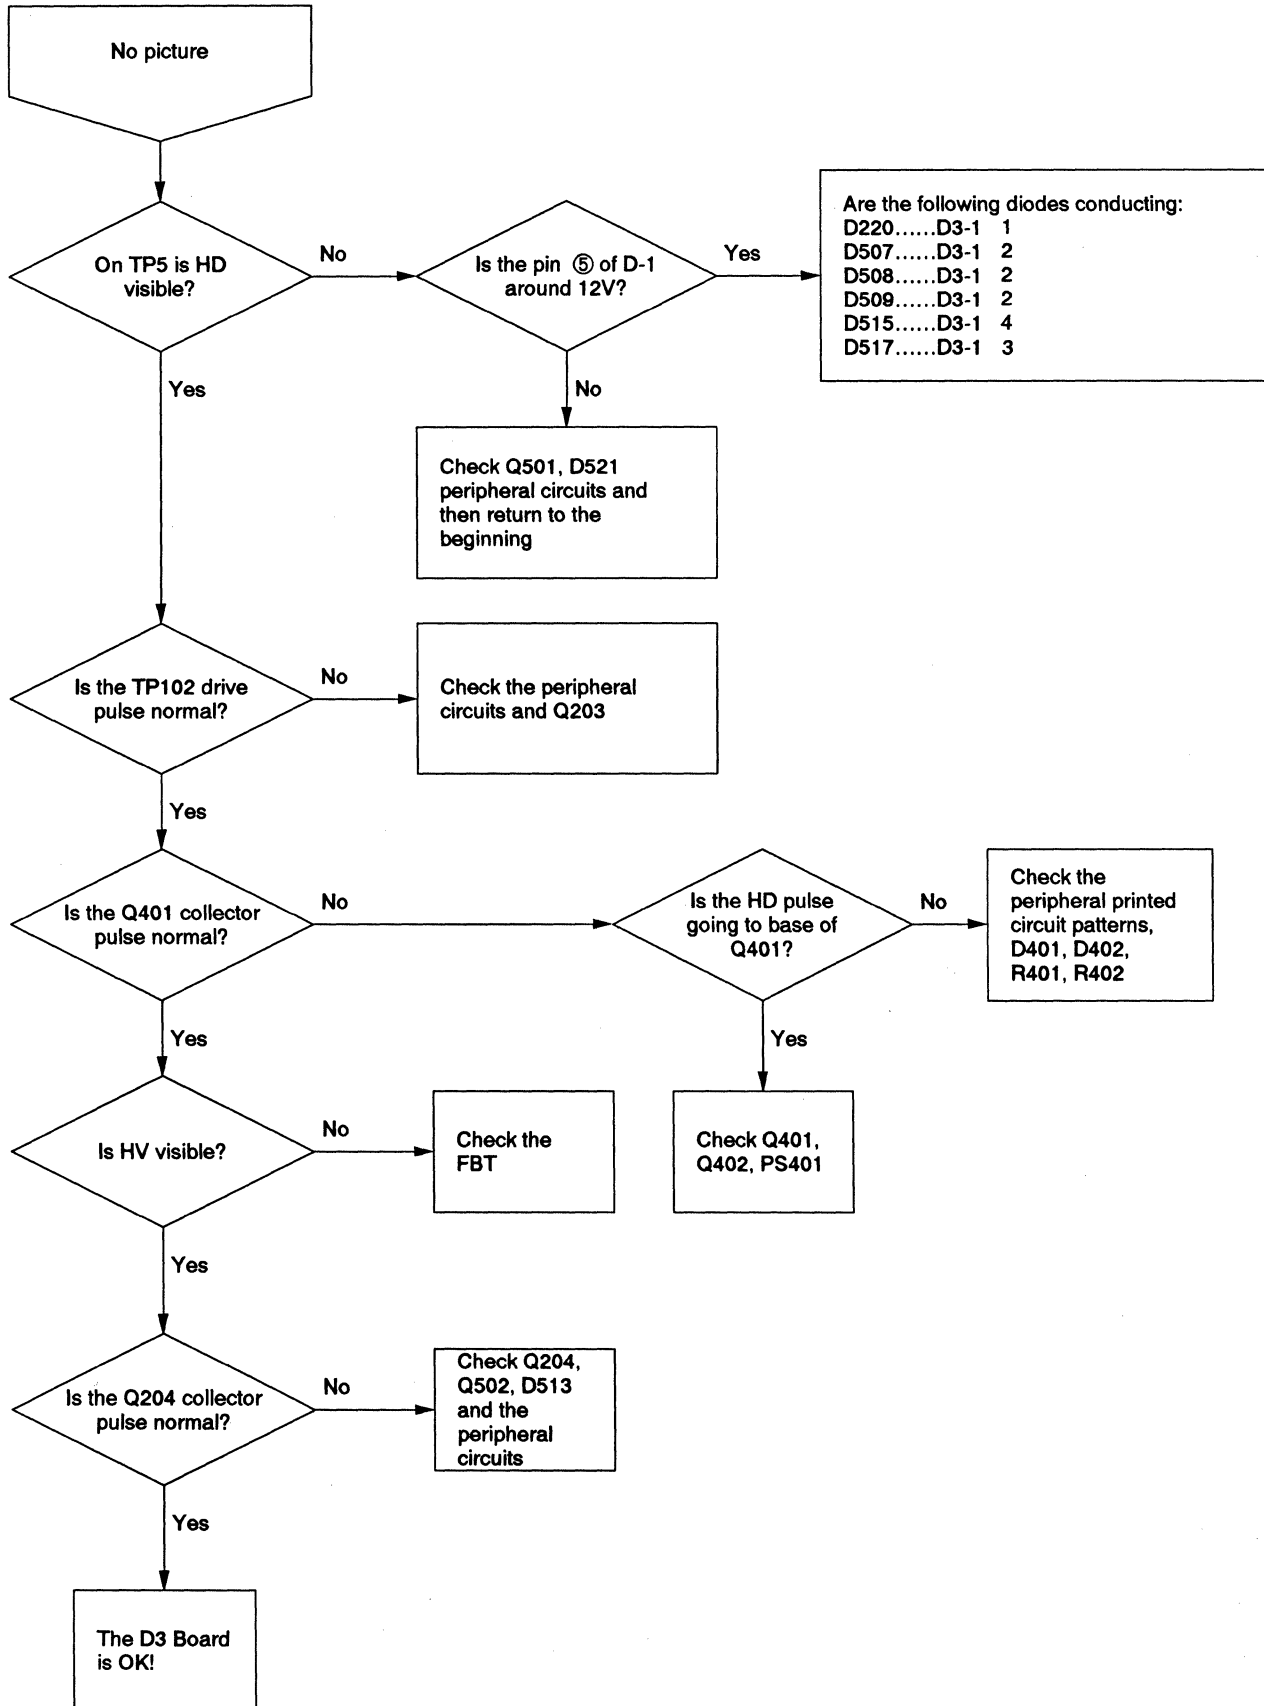 No picture
On TP5 is HD
visible?
No
Is the pin ⑤ of D-1
around 12V?
Yes
Are the following diodes conducting:
D220......D3-1 1
D507......D3-1 2
D508......D3-1 2
D509......D3-1 2
D515......D3-1 4
D517......D3-1 3
Yes
No
Check Q501, D521
peripheral circuits and
then return to the
beginning
Is the TP102 drive
pulse normal?
No
Check the peripheral
circuits and Q203
Yes
Is the Q401 collector
pulse normal?
No
Is the HD pulse
going to base of
Q401?
No
Check the
peripheral printed
circuit patterns,
D401, D402,
R401, R402
Yes
Yes
Is HV visible?
No
Check the
FBT
Check Q401,
Q402, PS401
Yes
Is the Q204 collector
pulse normal?
No
Check Q204,
Q502, D513
and the
peripheral
circuits
Yes
The D3 Board
is OK!